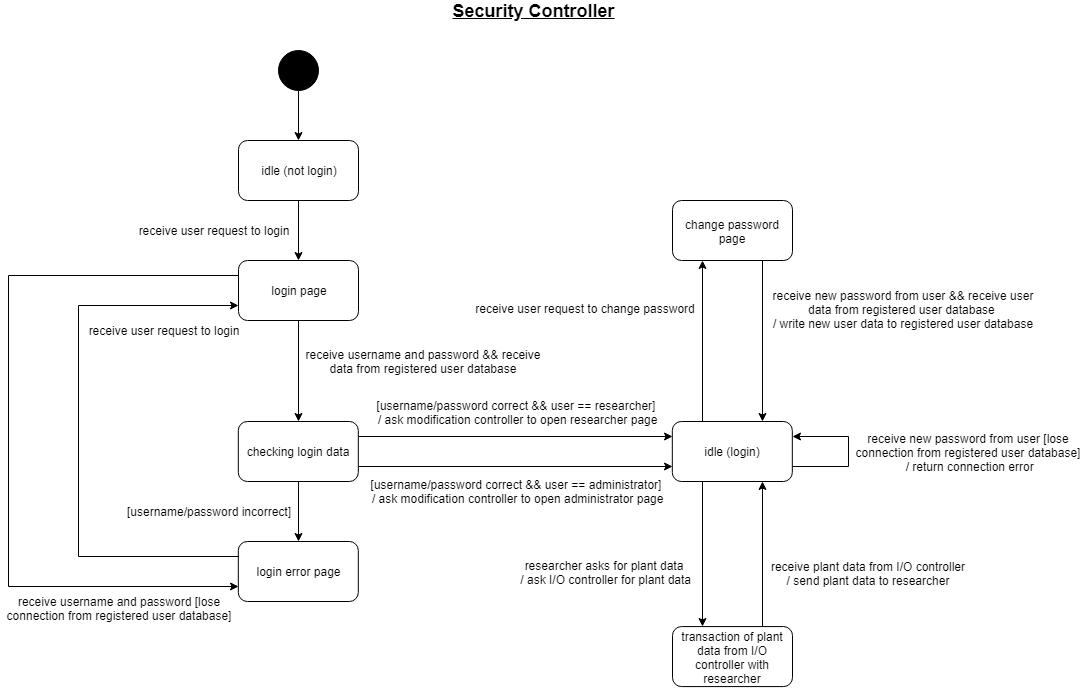 Security Controller
idle (not login)
receive user request to login
login page
receive user request to login
receive username and password && receive
data from registered user database
checking login data
[username/password incorrect]
login error page
receive username and password [lose
connection from registered user database]
[username/password correct && user == researcher]
/ ask modification controller to open researcher page
[username/password correct && user == administrator]
/ ask modification controller to open administrator page
change password
page
receive user request to change password
receive new password from user && receive user
data from registered user database
/ write new user data to registered user database
idle (login)
receive new password from user [lose
connection from registered user database]
/ return connection error
researcher asks for plant data
/ ask I/O controller for plant data
receive plant data from I/O controller
/ send plant data to researcher
transaction of plant
data from I/O
controller with
researcher